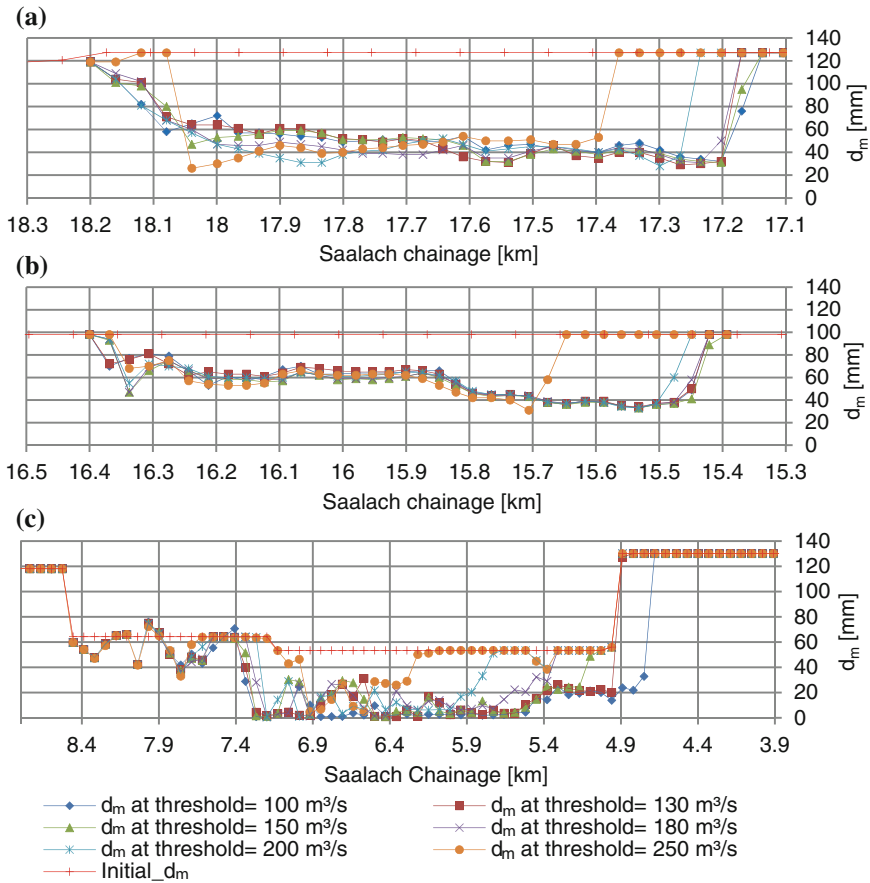 (a)
140
120
100
80
60
40
20
0
dm [mm]
18.3 18.2 18.1 18 17.9 17.8 17.7 17.6 17.5 17.4 17.3 17.2 17.1
Saalach chainage [km]
(b)
140
120
100
80
60
40
20
0
dm [mm]
16.5 16.4 16.3 16.2 16.1 16 15.9 15.8 15.7 15.6 15.5 15.4 15.3
Saalach chainage [km]
(c)
140
120
100
80
60
40
20
0
dm [mm]
8.4 7.9 7.4 6.9 6.4 5.9 5.4 4.9 4.4 3.9
Saalach Chainage [km]
dm at threshold= 100 m³/s
dm at threshold= 130 m³/s
dm at threshold= 150 m³/s
dm at threshold= 180 m³/s
dm at threshold= 200 m³/s
dm at threshold= 250 m³/s
Initial_dm